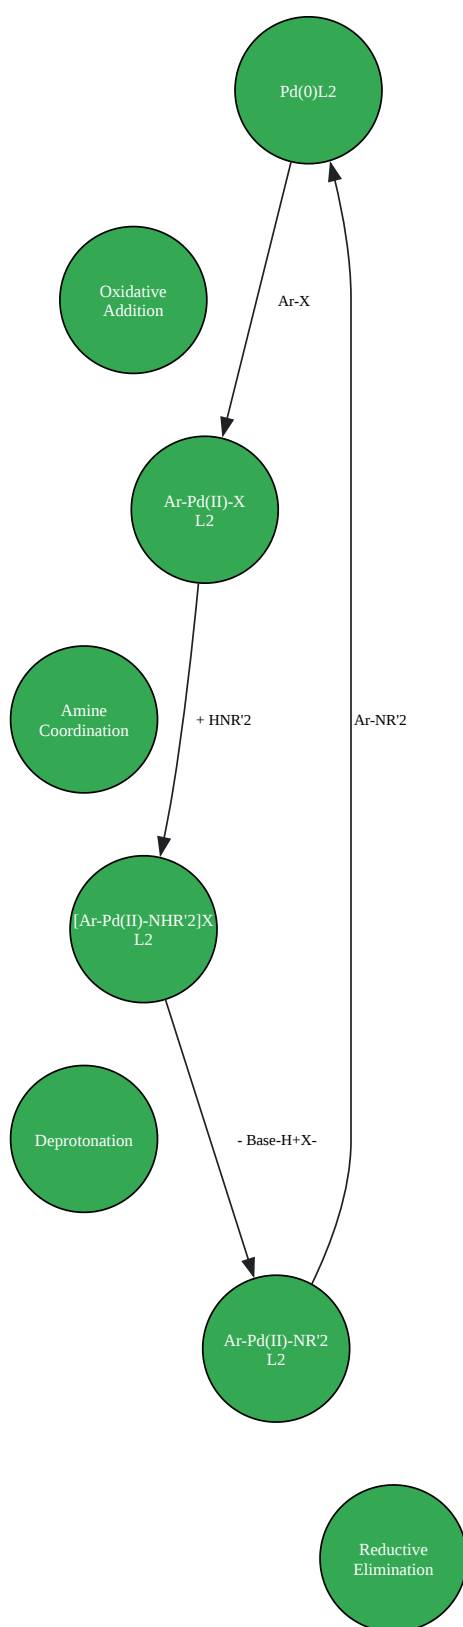 Pd(0)L2
Oxidative
Addition
Ar-X
Ar-Pd(II)-X
L2
Amine
Coordination
+ HNR'2
Ar-NR'2
[Ar-Pd(II)-NHR'2]X
L2
Deprotonation
- Base-H+X-
Ar-Pd(II)-NR'2
L2
Reductive
Elimination